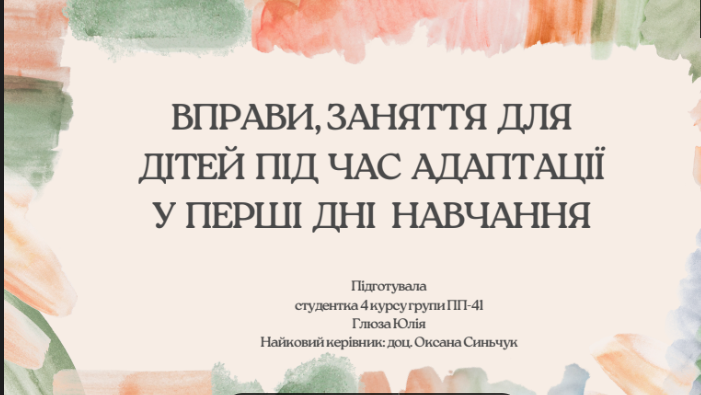 ВПРАВИ, ЗАНЯТТЯ ДЛЯ
ДІТЕЙ ПІД ЧАС АДАПТАЦІЇ
У ПЕРШІ ДНІ НАВЧАННЯ
Підготувала
студентка 4 курсу групи ПП-41
Глюза Юлія
Найковий керівник: доц. Оксана Синьчук